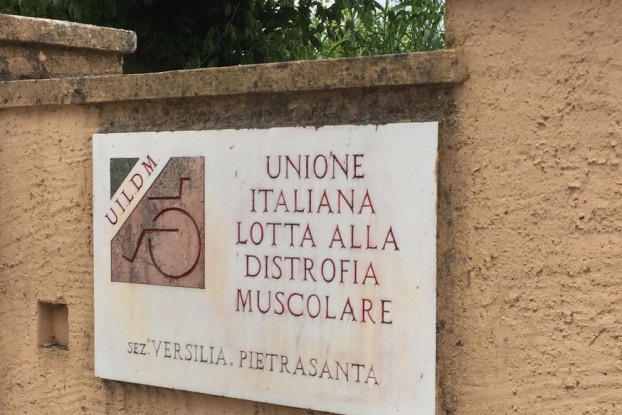 UILDM
UNIONE
ITALIANA
LOTTA ALLA
DISTROFIA
MUSCOLARE
SEZ. VERSILIA. PIETRASANTA